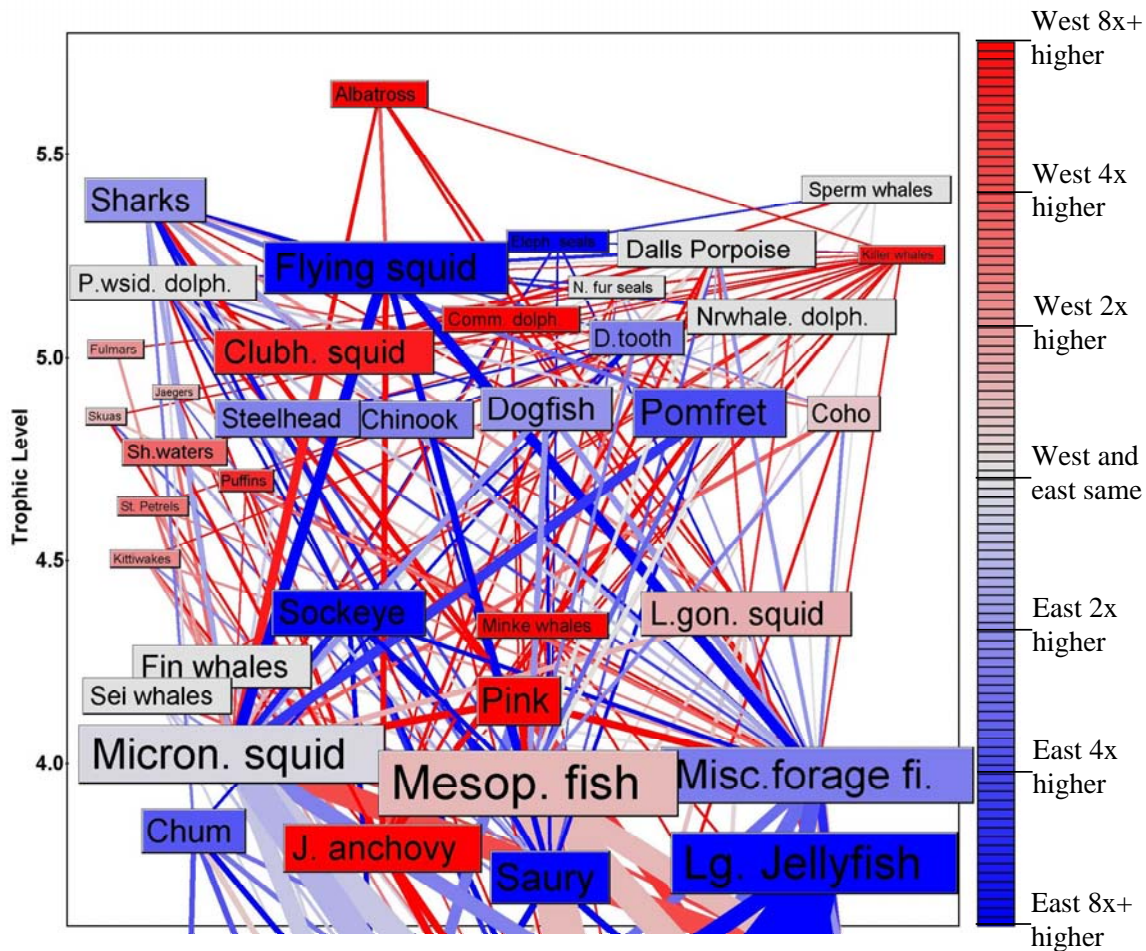 West 8x+
higher
Albatross
5.5
Sharks
Sperm whales
West 4x
higher
Eleph. seals
Dalls Porpoise
Killer whales
Flying squid
P.wsid. dolph.
N. fur seals
Comm. dolph.
Nrwhale. dolph.
West 2x
higher
D.tooth
Fulmars
5.0
Clubh. squid
Jaegers
Skuas
Steelhead
Chinook
Dogfish
Pomfret
Coho
Sh.waters
Puffins
West and
east same
St. Petrels
Trophic Level
4.5
Kittiwakes
Sockeye
Minke whales
L.gon. squid
East 2x
higher
Fin whales
Sei whales
Pink
Micron. squid
Mesop. fish
Misc.forage fi.
4.0
East 4x
higher
Chum
J. anchovy
Saury
Lg. Jellyfish
East 8x+
higher